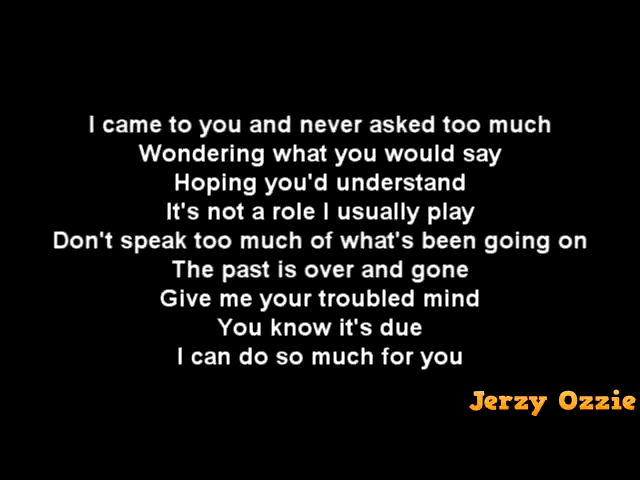 I came to you and never asked too much
Wondering what you would say
Hoping you'd understand
It's not a role I usually play
Don't speak too much of what's been going on
The past is over and gone
Give me your troubled mind
You know it's due
I can do so much for you
Jerzy Ozzie